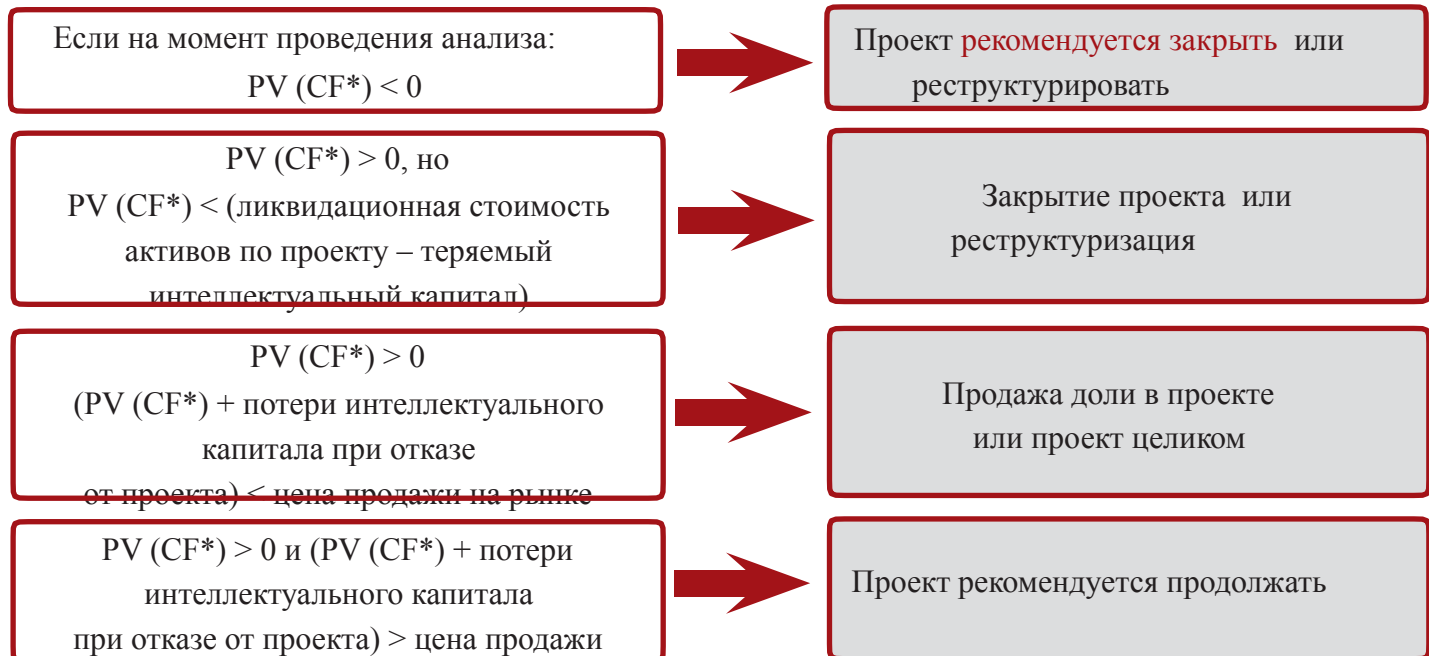 Если на момент проведения анализа:
PV (CF*) < 0
Проект рекомендуется закрыть или
реструктурировать
PV (CF*) > 0, но
PV (CF*) < (ликвидационная стоимость
активов по проекту – теряемый
интеллектуальный капитал)
Закрытие проекта или
реструктуризация
PV (CF*) > 0
(PV (CF*) + потери интеллектуального
капитала при отказе
от проекта) < цена продажи на рынке
Продажа доли в проекте
или проект целиком
PV (CF*) > 0 и (PV (CF*) + потери
интеллектуального капитала
при отказе от проекта) > цена продажи
Проект рекомендуется продолжать